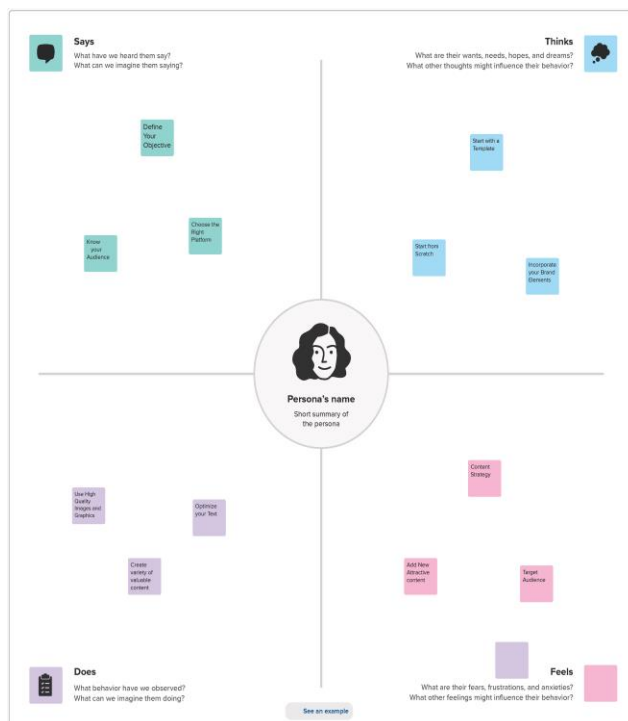 Says
What have we heard them say?
What can we imagine them saying?
Thinks
What are their wants, needs, hopes, and dreams?
What other thoughts might influence their behavior?
Define
Your
Objective
Know
your
Audience
Choose the
Right
Platform
Start with a
Template
Start from
Scratch
Incorporate
your Brand
Elements
Persona's name
Short summary of
the persona
Use High
Quality
Images and
Graphics
Optimize
your Text
Create
variety of
valuable
content
Content
Strategy
Add New
Attractive
content
Target
Audience
Does
What behavior have we observed?
What can we imagine them doing?
Feels
What are their fears, frustrations, and anxieties?
What other feelings might influence their behavior?
See an example